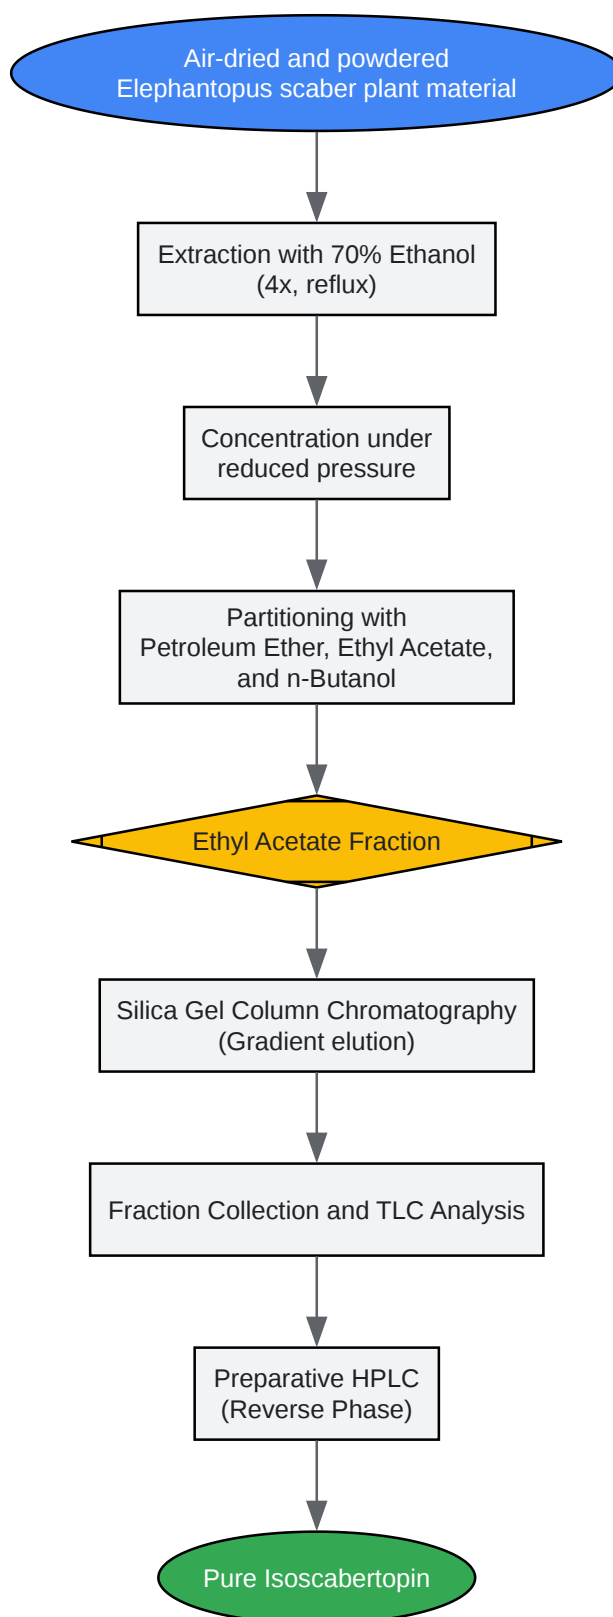 Air-dried and powdered
Elephantopus scaber plant material
Extraction with 70% Ethanol
(4x, reflux)
Concentration under
reduced pressure
Partitioning with
Petroleum Ether, Ethyl Acetate,
and n-Butanol
Ethyl Acetate Fraction
Silica Gel Column Chromatography
(Gradient elution)
Fraction Collection and TLC Analysis
Preparative HPLC
(Reverse Phase)
Pure Isoscabertopin